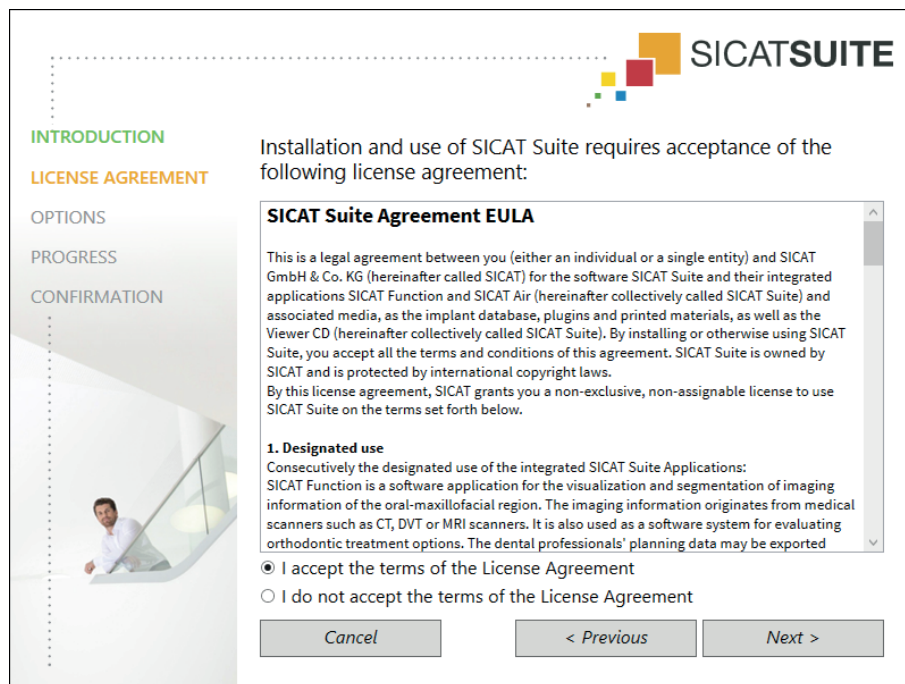 SICATSUITE
INTRODUCTION
LICENSE AGREEMENT
OPTIONS
PROGRESS
CONFIRMATION
Installation and use of SICAT Suite requires acceptance of the
following license agreement:
SICAT Suite Agreement EULA
This is a legal agreement between you (either an individual or a single entity) and SICAT
GmbH & Co. KG (hereinafter called SICAT) for the software SICAT Suite and their integrated
applications SICAT Function and SICAT Air (hereinafter collectively called SICAT Suite) and
associated media, as the implant database, plugins and printed materials, as well as the
Viewer CD (hereinafter collectively called SICAT Suite). By installing or otherwise using SICAT
Suite, you accept all the terms and conditions of this agreement. SICAT Suite is owned by
SICAT and is protected by international copyright laws.
By this license agreement, SICAT grants you a non-exclusive, non-assignable license to use
SICAT Suite on the terms set forth below.
1. Designated use
Consecutively the designated use of the integrated SICAT Suite Applications:
SICAT Function is a software application for the visualization and segmentation of imaging
information of the oral-maxillofacial region. The imaging information originates from medical
scanners such as CT, DVT or MRI scanners. It is also used as a software system for evaluating
orthodontic treatment options. The dental professionals' planning data may be exported
I accept the terms of the License Agreement
I do not accept the terms of the License Agreement
Cancel
< Previous
Next >